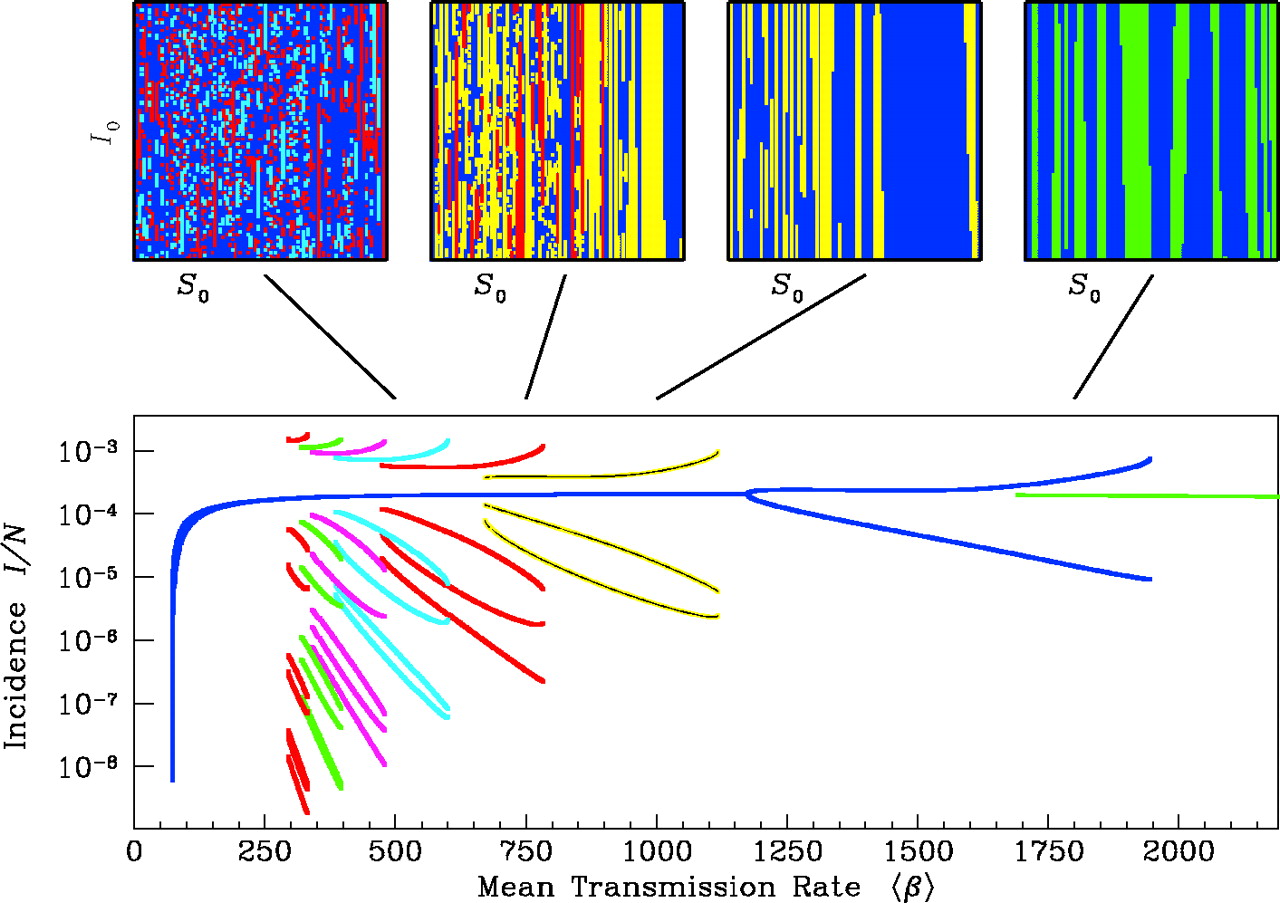 I₀
S₀ S₀ S₀ S₀
Incidence I/N
10⁻³
10⁻⁴
10⁻⁵
10⁻⁶
10⁻⁷
10⁻⁸
0 250 500 750 1000 1250 1500 1750 2000
Mean Transmission Rate ⟨β⟩